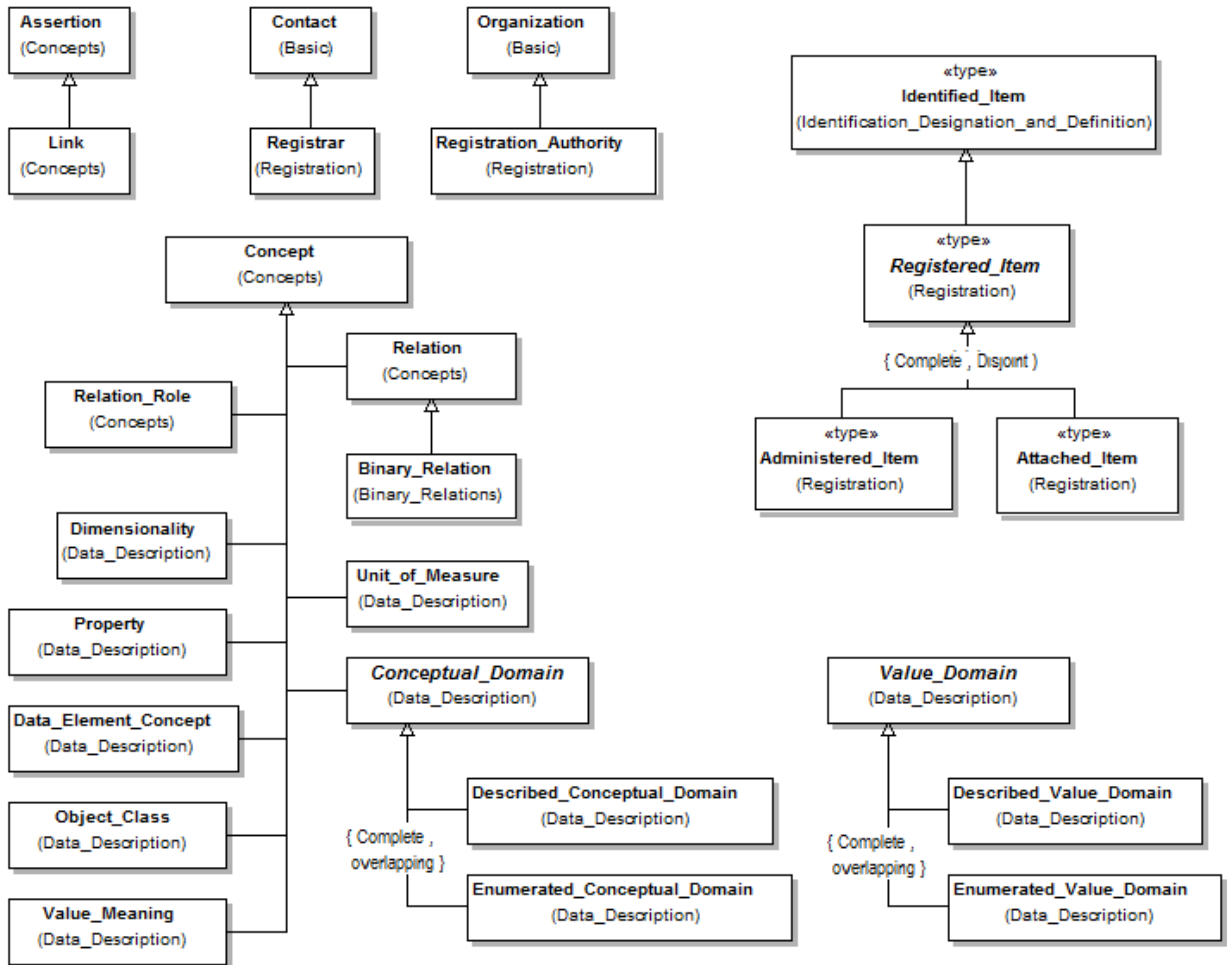 Assertion
(Concepts)
Link
(Concepts)
Contact
(Basic)
Registrar
(Registration)
Organization
(Basic)
Registration_Authority
(Registration)
«type»
Identified_Item
(Identification_Designation_and_Definition)
«type»
Registered_Item
(Registration)
{ Complete , Disjoint )
«type»
Administered_Item
(Registration)
«type»
Attached_Item
(Registration)
Concept
(Concepts)
Relation
(Concepts)
Relation_Role
(Concepts)
Binary_Relation
(Binary_Relations)
Dimensionality
(Data_Description)
Unit_of_Measure
(Data_Description)
Property
(Data_Description)
Conceptual_Domain
(Data_Description)
Data_Element_Concept
(Data_Description)
Object_Class
(Data_Description)
Value_Meaning
(Data_Description)
Described_Conceptual_Domain
(Data_Description)
{ Complete ,
overlapping }
Enumerated_Conceptual_Domain
(Data_Description)
Value_Domain
(Data_Description)
Described_Value_Domain
(Data_Description)
{ Complete ,
overlapping }
Enumerated_Value_Domain
(Data_Description)